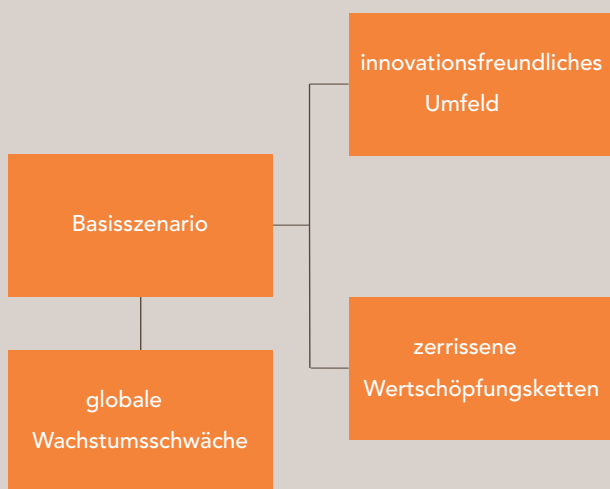 innovationsfreundliches
Umfeld
Basisszenario
zerrissene
Wertschöpfungsketten
globale
Wachstumsschwäche